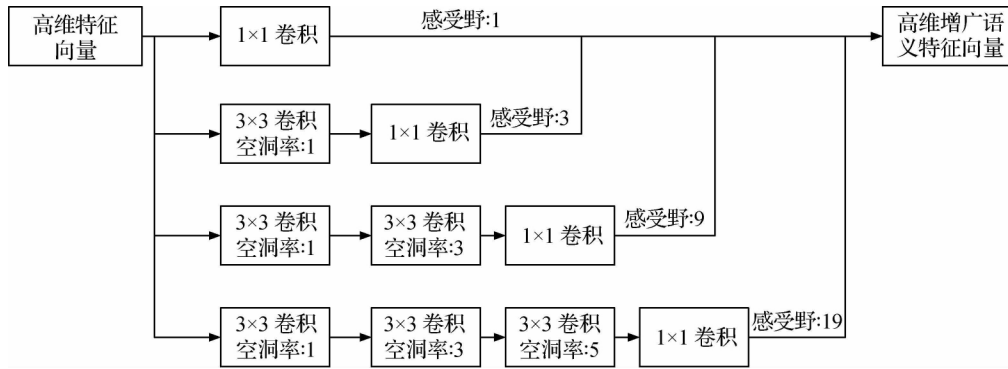 高维特征
向量
1×1 卷积
感受野:1
高维增广语
义特征向量
3×3 卷积
空洞率:1
1×1 卷积
感受野:3
3×3 卷积
空洞率:1
3×3 卷积
空洞率:3
1×1 卷积
感受野:9
3×3 卷积
空洞率:1
3×3 卷积
空洞率:3
3×3 卷积
空洞率:5
1×1 卷积
感受野:19